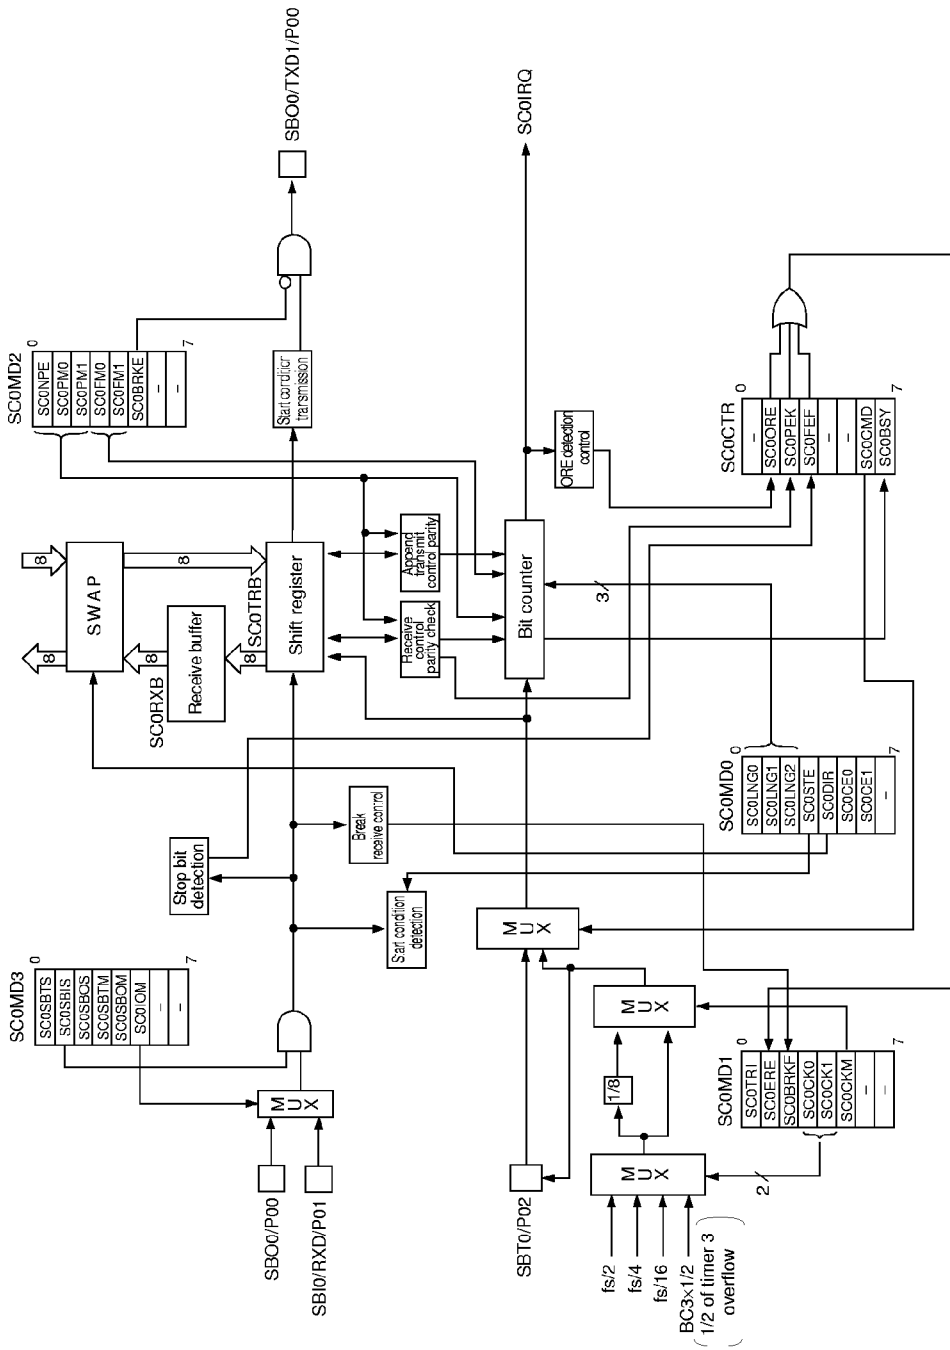 SC0MD3
0
SC0SBTS
SC0SBIS
SC0SBOS
SC0SBTM
SC0SBOM
SC0IOM
–
–
7
SBO0/P00
SBI0/RXD/P01
M
U
X
Stop bit
detection
Start condition
detection
Break
receive control
SWAP
8
8
8
8
8
SC0RXB
Receive buffer
SC0TRB
Shift register
SC0MD2
0
SC0NPE
SC0PM0
SC0PM1
SC0FM0
SC0FM1
SC0BRKE
–
–
7
Start condition
transmission
SBO0/TXD1/P00
Receive
control
parity check
Append
transmit
control parity
Bit counter
3
ORE detection
control
SC0IRQ
SBT0/P02
M
U
X
fs/2
fs/4
fs/16
BC3×1/2
1/2 of timer 3
overflow
M
U
X
1/8
M
U
X
2
SC0MD1
0
SC0TRI
SC0ERE
SC0BRKF
SC0CK0
SC0CK1
SC0CKM
–
–
7
SC0MD0
0
SC0LNG0
SC0LNG1
SC0LNG2
SC0STE
SC0DIR
SC0CE0
SC0CE1
–
7
SC0CTR
0
–
SC0ORE
SC0PEK
SC0FEF
–
–
SC0CMD
SC0BSY
7